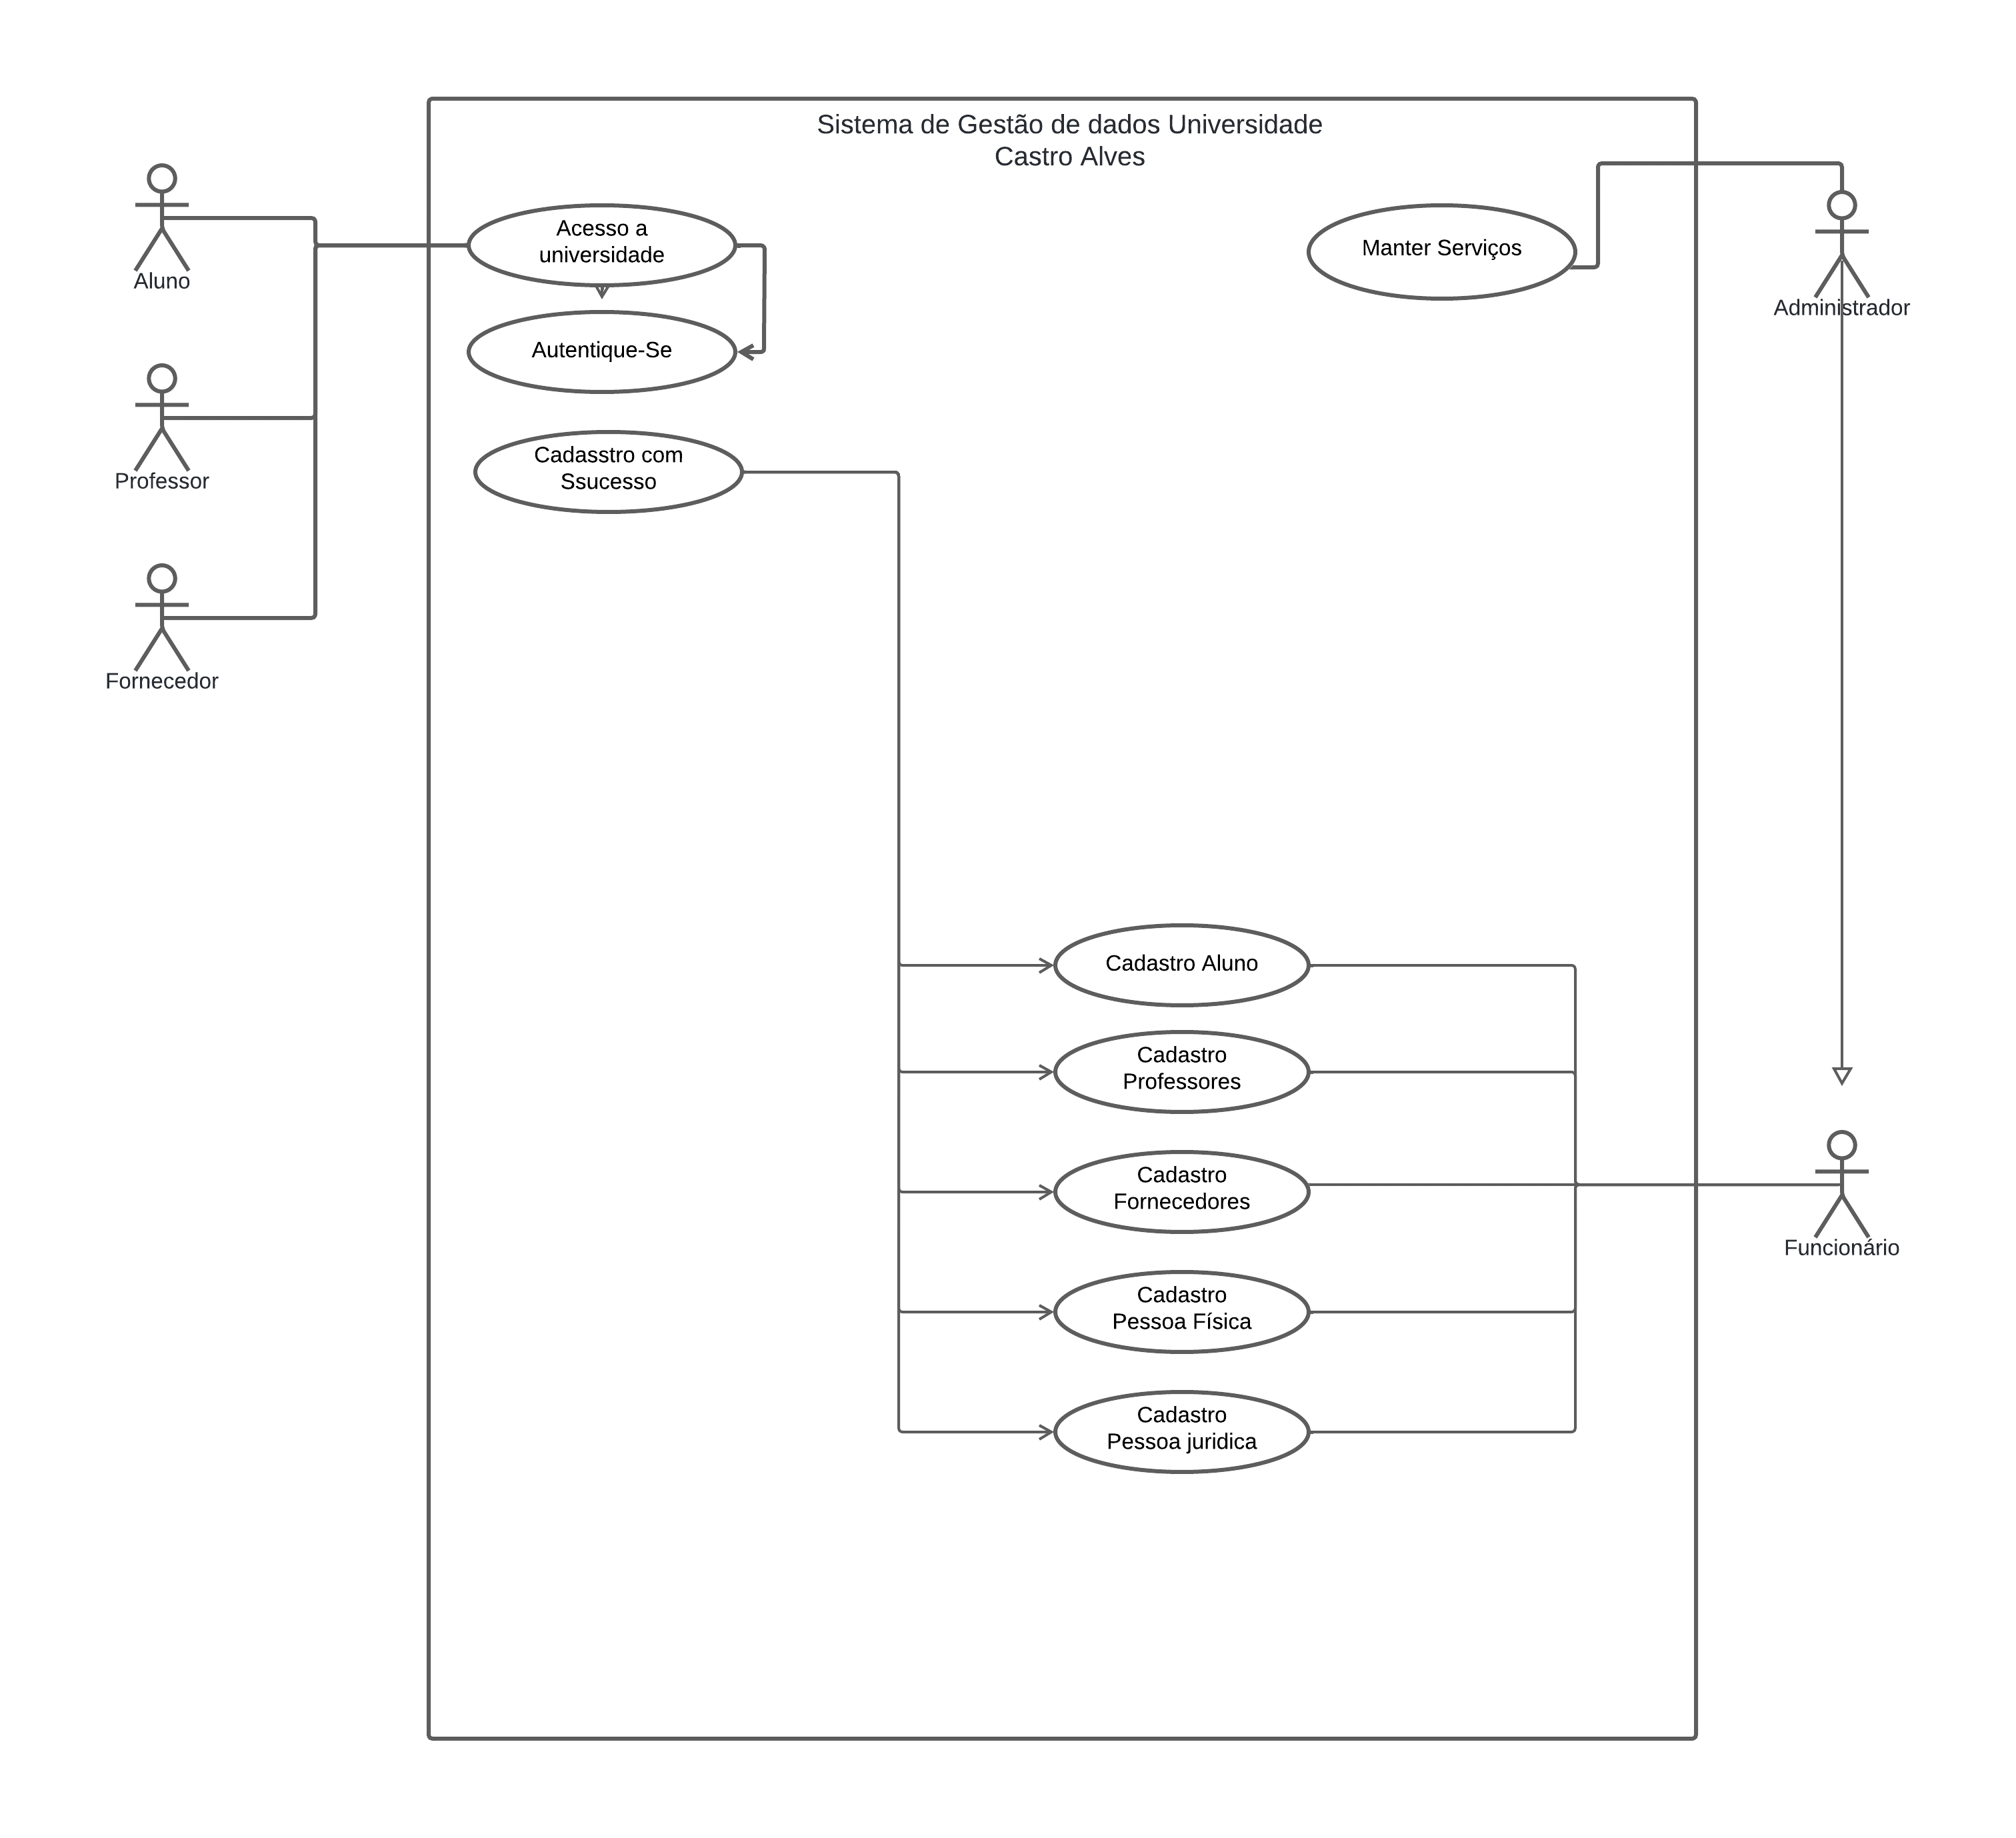 Sistema de Gestão de dados Universidade
Castro Alves
Aluno
Acesso a
universidade
Manter Serviços
Administrador
Autentique-Se
Professor
Cadasstro com
Ssucesso
Fornecedor
Cadastro Aluno
Cadastro
Professores
Cadastro
Fornecedores
Funcionário
Cadastro
Pessoa Física
Cadastro
Pessoa juridica